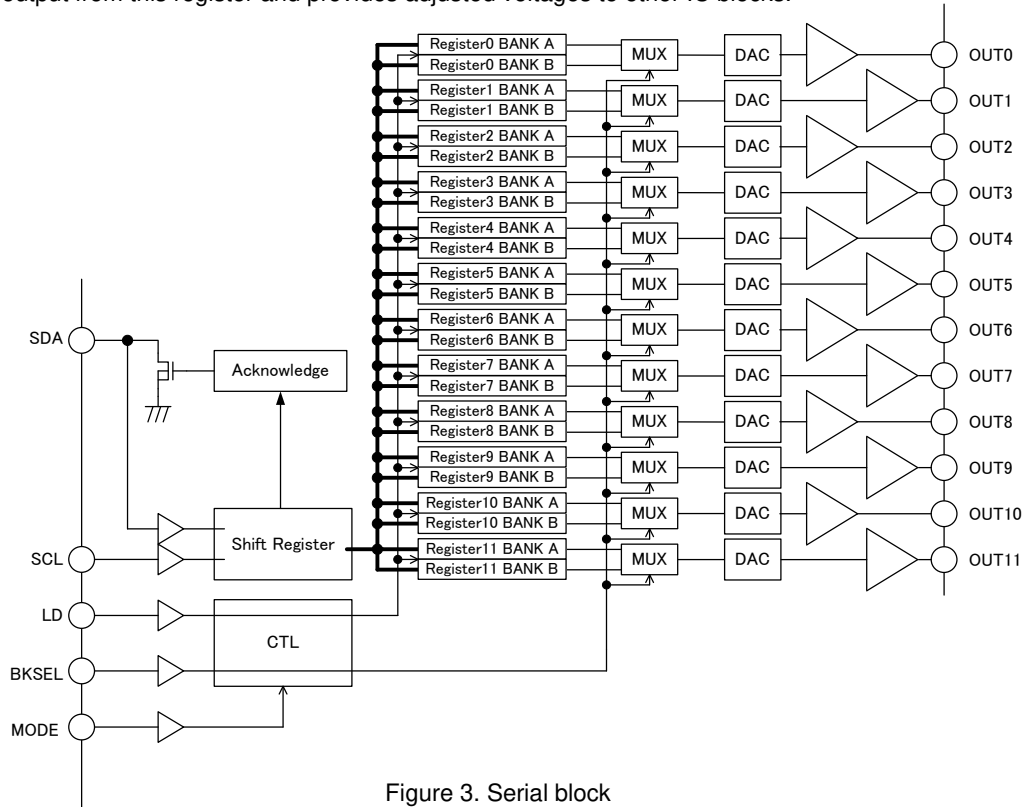 output from this register and provides adjusted voltages to other IC blocks.
Register0 BANK A
Register0 BANK B
MUX
DAC
OUT0
Register1 BANK A
Register1 BANK B
MUX
DAC
OUT1
Register2 BANK A
Register2 BANK B
MUX
DAC
OUT2
Register3 BANK A
Register3 BANK B
MUX
DAC
OUT3
Register4 BANK A
Register4 BANK B
MUX
DAC
OUT4
Register5 BANK A
Register5 BANK B
MUX
DAC
OUT5
Register6 BANK A
Register6 BANK B
MUX
DAC
OUT6
Register7 BANK A
Register7 BANK B
MUX
DAC
OUT7
Register8 BANK A
Register8 BANK B
MUX
DAC
OUT8
Register9 BANK A
Register9 BANK B
MUX
DAC
OUT9
Register10 BANK A
Register10 BANK B
MUX
DAC
OUT10
Register11 BANK A
Register11 BANK B
MUX
DAC
OUT11
SDA
Acknowledge
Shift Register
SCL
LD
CTL
BKSEL
MODE
Figure 3. Serial block